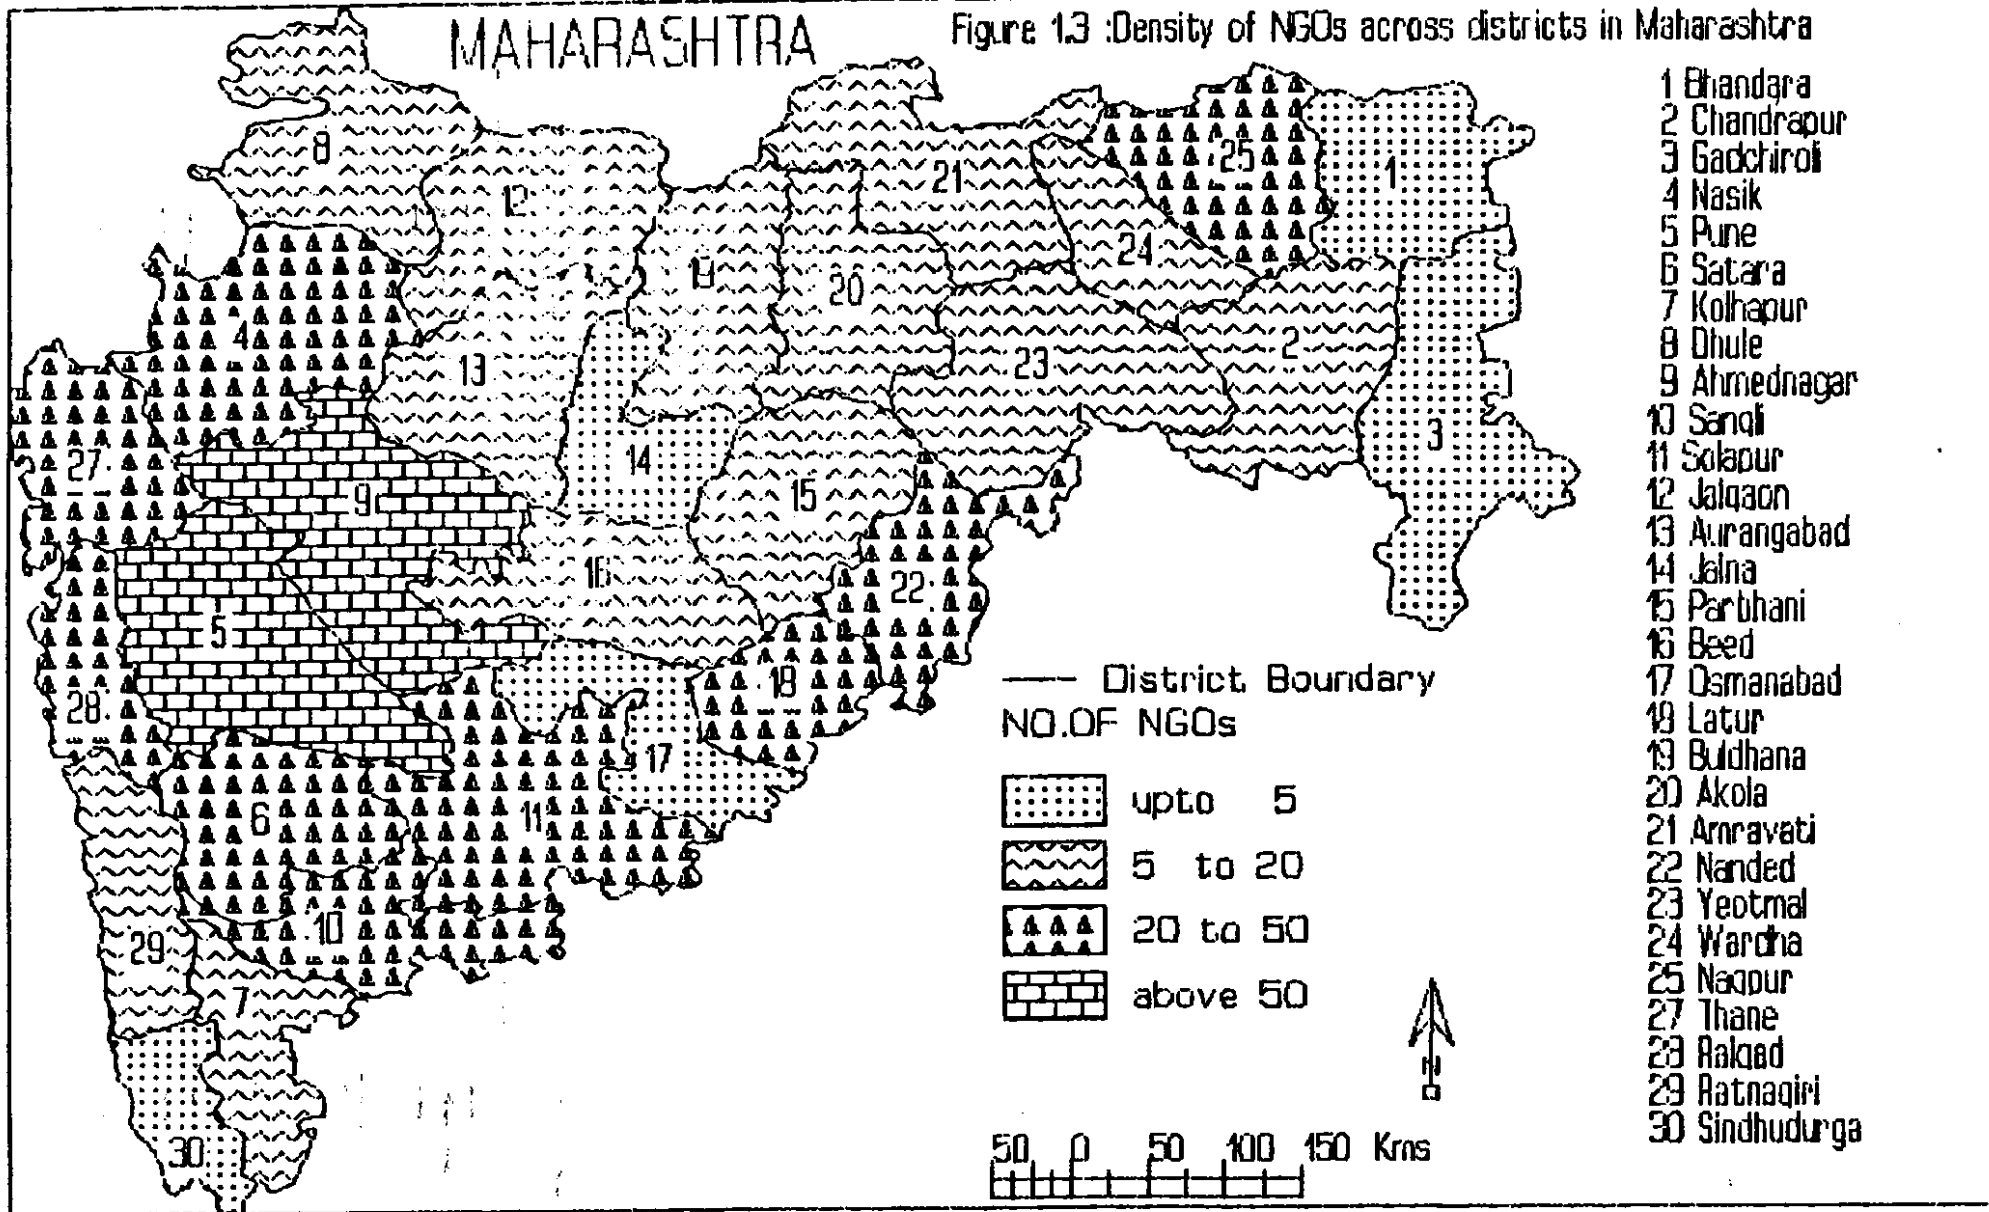 MAHARASHTRA
Figure 1.3 :Density of NGOs across districts in Maharashtra
1 Bhandara
2 Chandrapur
3 Gadchiroli
4 Nasik
5 Pune
6 Satara
7 Kolhapur
8 Dhule
9 Ahmednagar
10 Sangli
11 Solapur
12 Jalgaon
13 Aurangabad
14 Jalna
15 Parbhani
16 Beed
17 Osmanabad
18 Latur
19 Buldhana
20 Akola
21 Amravati
22 Nanded
23 Yeotmal
24 Wardha
25 Nagpur
27 Thane
28 Raigad
29 Ratnagiri
30 Sindhudurga
8
12
21
25
1
24
19
20
4
13
23
2
3
27
14
9
15
16
22
5
28
18
17
6
11
10
29
7
30
District Boundary
NO.OF NGOs
upto 5
5 to 20
20 to 50
above 50
N
50 0 50 100 150 Kms